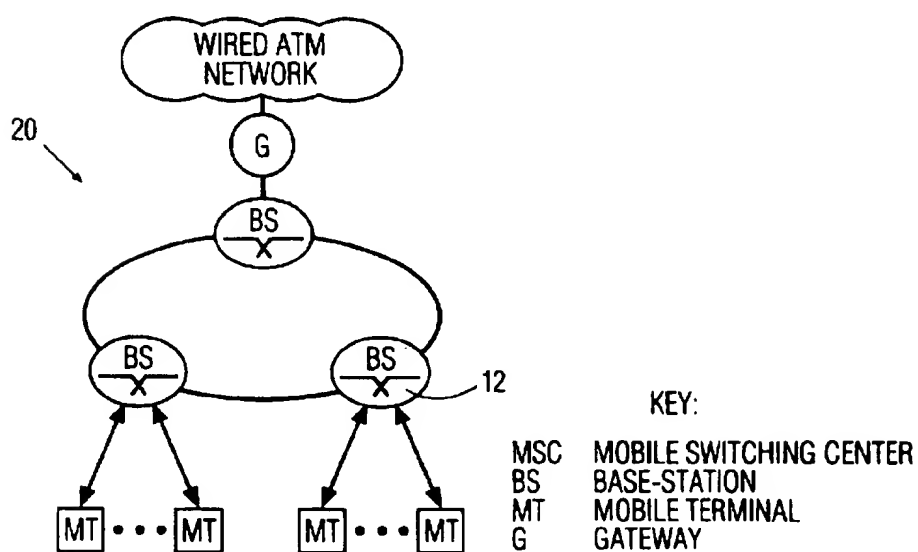 WIRED ATM
NETWORK
20
G
BS
X
BS
X
BS
X
12
MT ••• MT
MT ••• MT
KEY:
MSC MOBILE SWITCHING CENTER
BS BASE-STATION
MT MOBILE TERMINAL
G GATEWAY